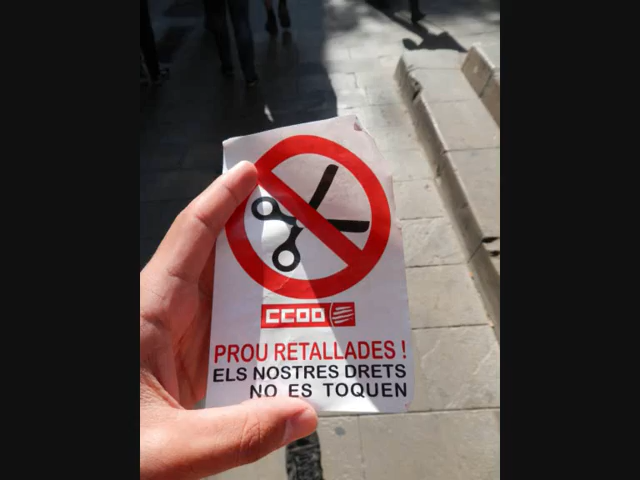 CCOO
PROU RETALLADES !
ELS NOSTRES DRETS
NO ES TOQUEN